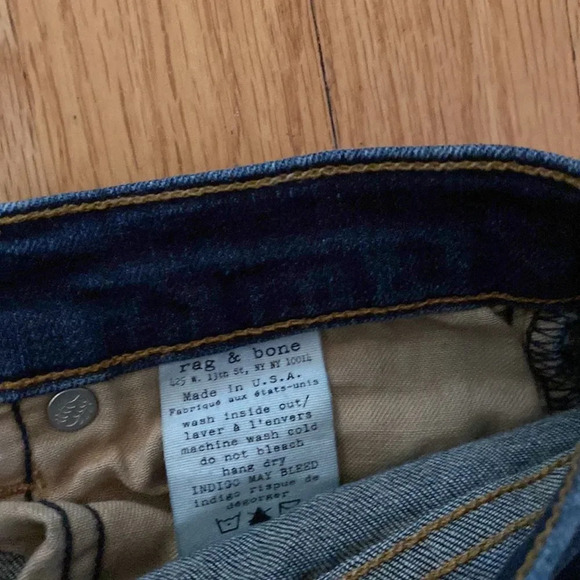 rag & bone
425 W. 13th St, NY NY 10014
Made in U.S.A.
Fabriqué aux états-unis
wash inside out/
laver à l'envers
machine wash cold
do not bleach
hang dry
INDIGO MAY BLEED
indigo risque de
dégorger